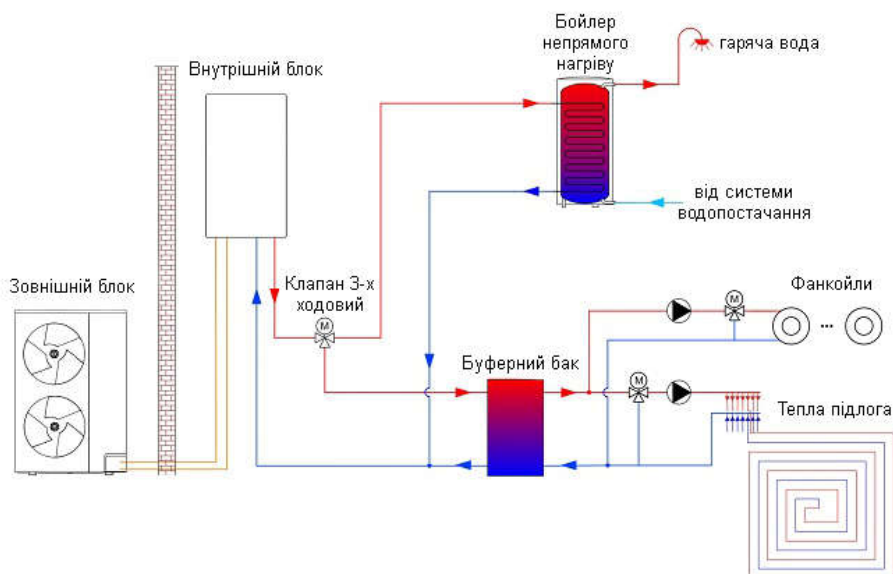 Бойлер
непрямого
нагріву
гаряча вода
Внутрішній блок
від системи
водопостачання
Зовнішній блок
Клапан 3-х
ходовий
M
Фанкойли
M
...
Буферний бак
M
Тепла підлога